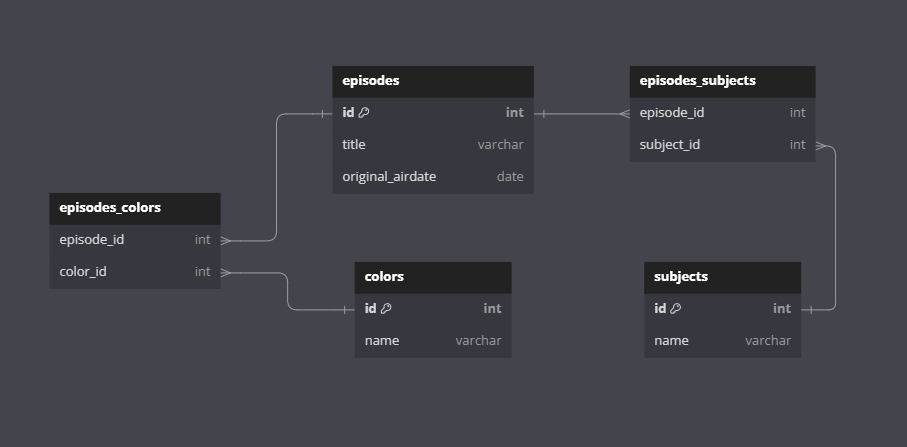 episodes
id int
title varchar
original_airdate date
episodes_subjects
episode_id int
subject_id int
episodes_colors
episode_id int
color_id int
colors
id int
name varchar
subjects
id int
name varchar